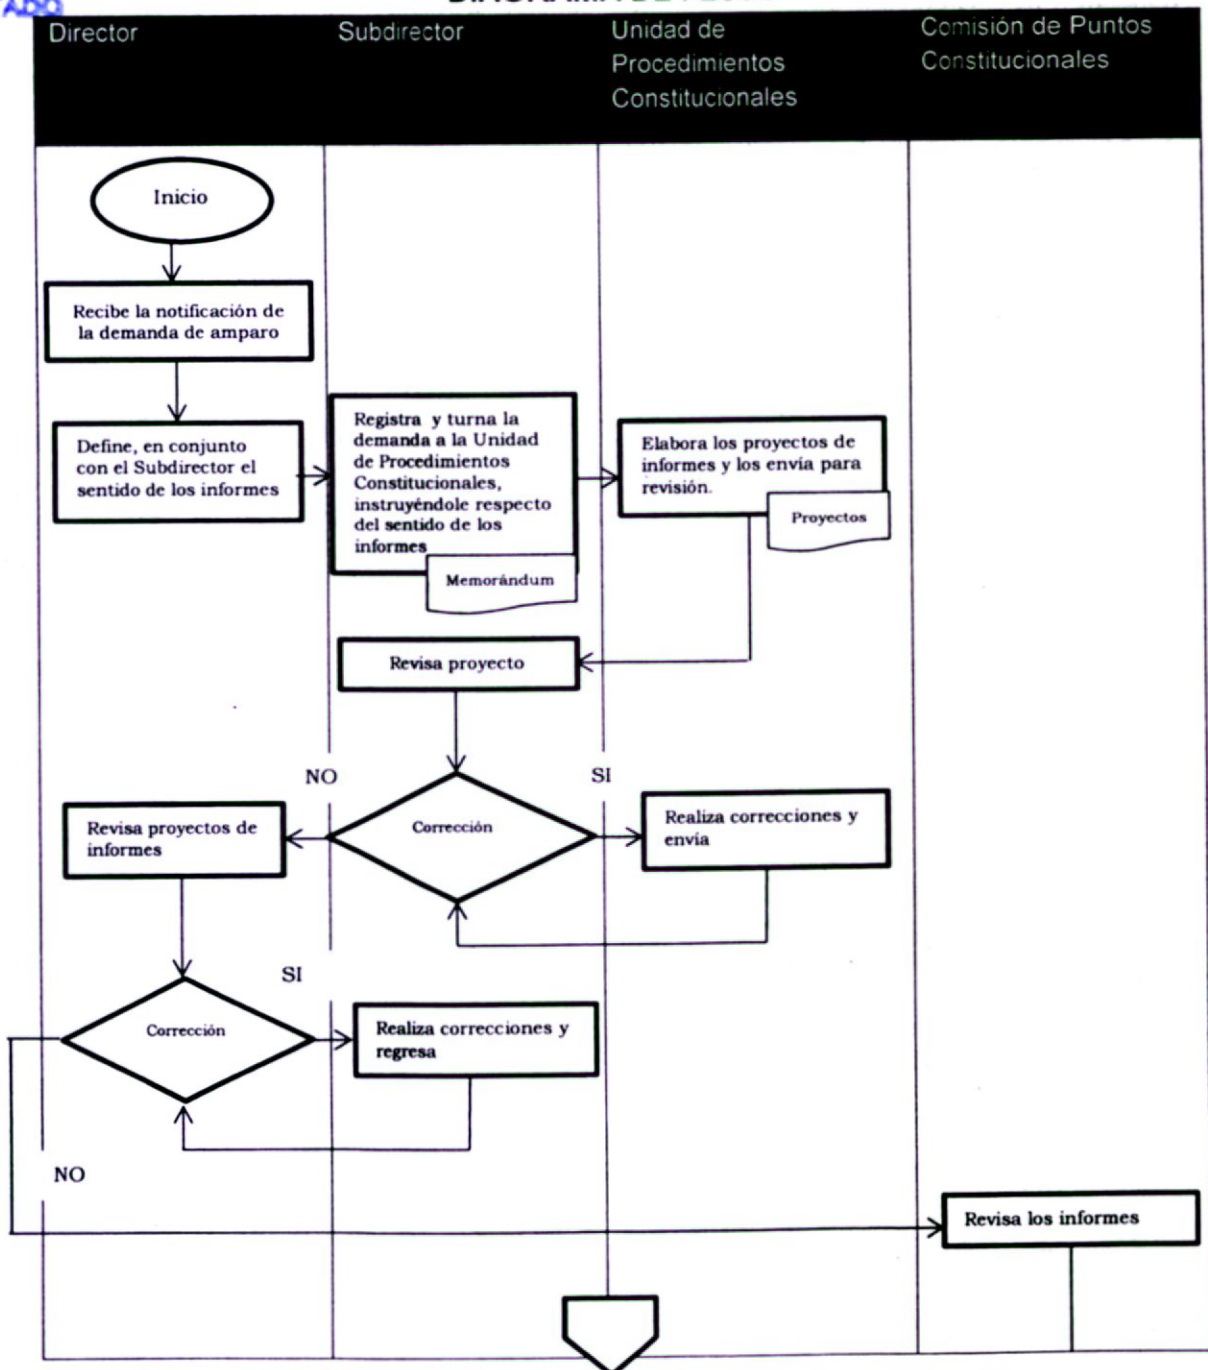 Director
Subdirector
Unidad de
Procedimientos
Constitucionales
Comisión de Puntos
Constitucionales
Inicio
Recibe la notificación de
la demanda de amparo
Define, en conjunto
con el Subdirector el
sentido de los informes
Registra y turna la
demanda a la Unidad
de Procedimientos
Constitucionales,
instruyéndole respecto
del sentido de los
informes
Memorándum
Elabora los proyectos de
informes y los envía para
revisión.
Proyectos
Revisa proyecto
NO
SI
Revisa proyectos de
informes
Corrección
Realiza correcciones y
envía
SI
Corrección
Realiza correcciones y
regresa
NO
Revisa los informes